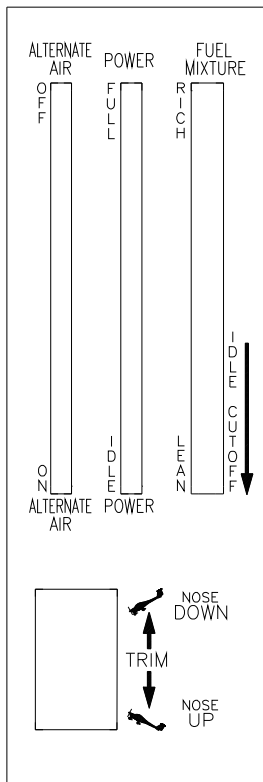 ALTERNATE
AIR
POWER
FUEL
MIXTURE
OFF
FULL
RICH
ON
IDLE
LEAN
IDLE CUTOFF
ALTERNATE
AIR
POWER
NOSE
DOWN
TRIM
NOSE
UP